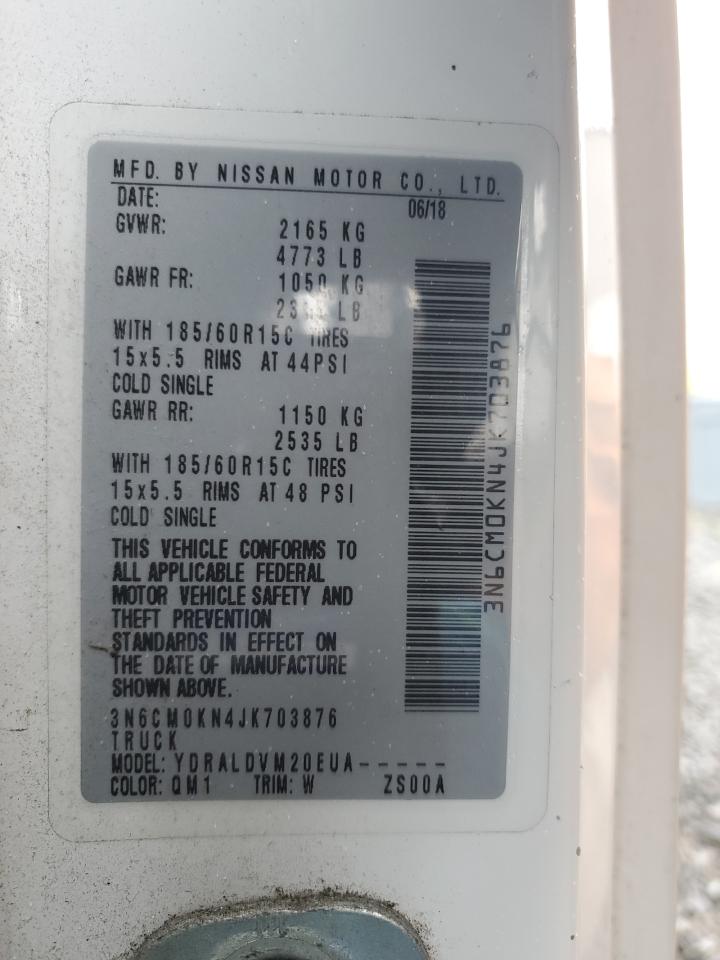 MFD. BY NISSAN MOTOR CO., LTD.
DATE: 06/18
GVWR: 2165 KG
4773 LB
GAWR FR: 1050 KG
LB
WITH 185/60R15C TIRES
15x5.5 RIMS AT 44PSI
COLD SINGLE
GAWR RR: 1150 KG
2535 LB
WITH 185/60R15C TIRES
15x5.5 RIMS AT 48 PSI
COLD SINGLE
THIS VEHICLE CONFORMS TO
ALL APPLICABLE FEDERAL
MOTOR VEHICLE SAFETY AND
THEFT PREVENTION
STANDARDS IN EFFECT ON
THE DATE OF MANUFACTURE
SHOWN ABOVE.
3N6CM0KN4JK703876
TRUCK
MODEL: YDRALDVM20EUA-----
COLOR: QM1 TRIM: W ZS00A
3N6CM0KN4JK703876